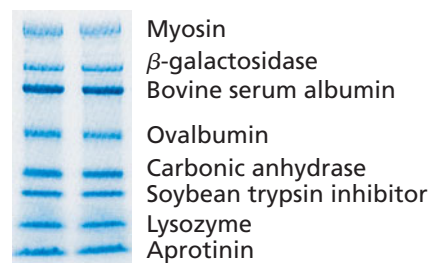 Myosin
β-galactosidase
Bovine serum albumin
Ovalbumin
Carbonic anhydrase
Soybean trypsin inhibitor
Lysozyme
Aprotinin